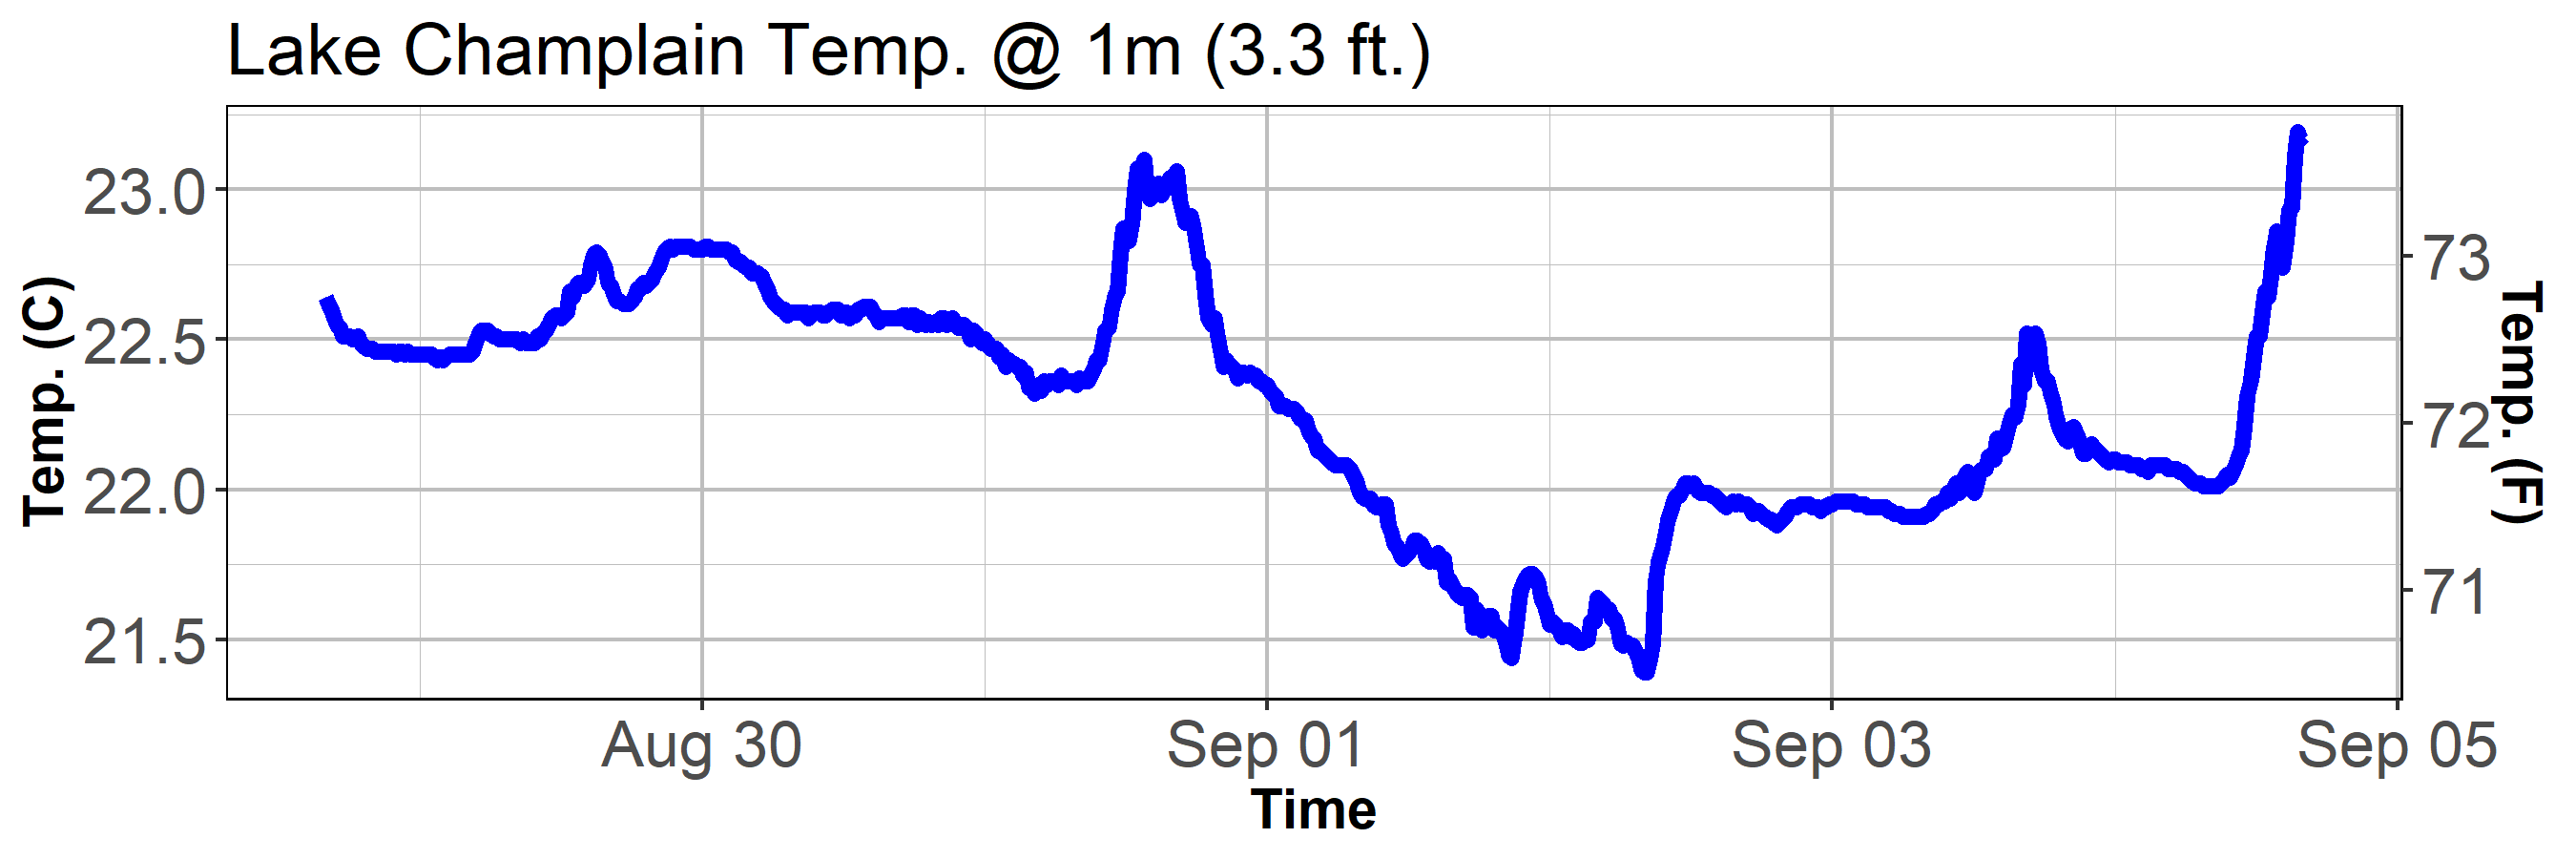 Lake Champlain Temp. @ 1m (3.3 ft.)
Temp. (C)
23.0
22.5
22.0
21.5
73
72
71
Temp. (F)
Aug 30
Sep 01
Sep 03
Sep 05
Time